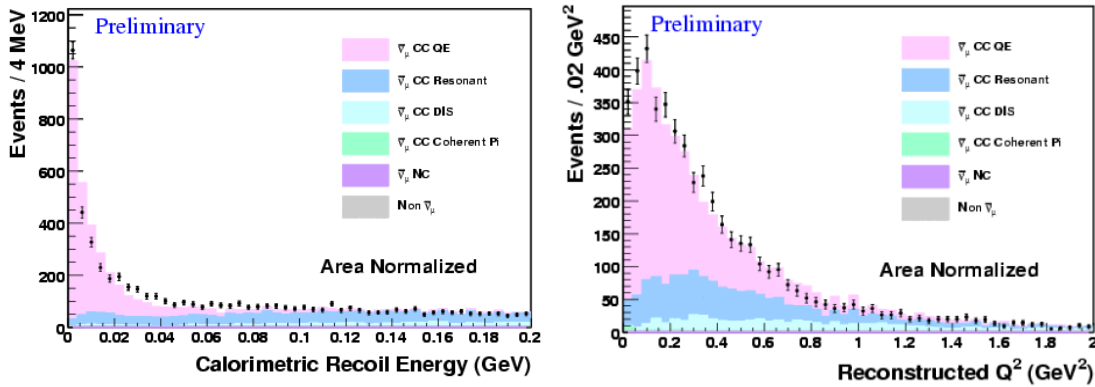 Preliminary
Events / 4 MeV
1200
1000
800
600
400
200
0
ν̅μ CC QE
ν̅μ CC Resonant
ν̅μ CC DIS
ν̅μ CC Coherent Pi
ν̅μ NC
Non ν̅μ
Area Normalized
0 0.02 0.04 0.06 0.08 0.1 0.12 0.14 0.16 0.18 0.2
Calorimetric Recoil Energy (GeV)
Preliminary
Events / .02 GeV²
450
400
350
300
250
200
150
100
50
0
ν̅μ CC QE
ν̅μ CC Resonant
ν̅μ CC DIS
ν̅μ CC Coherent Pi
ν̅μ NC
Non ν̅μ
Area Normalized
0 0.2 0.4 0.6 0.8 1 1.2 1.4 1.6 1.8 2
Reconstructed Q² (GeV²)